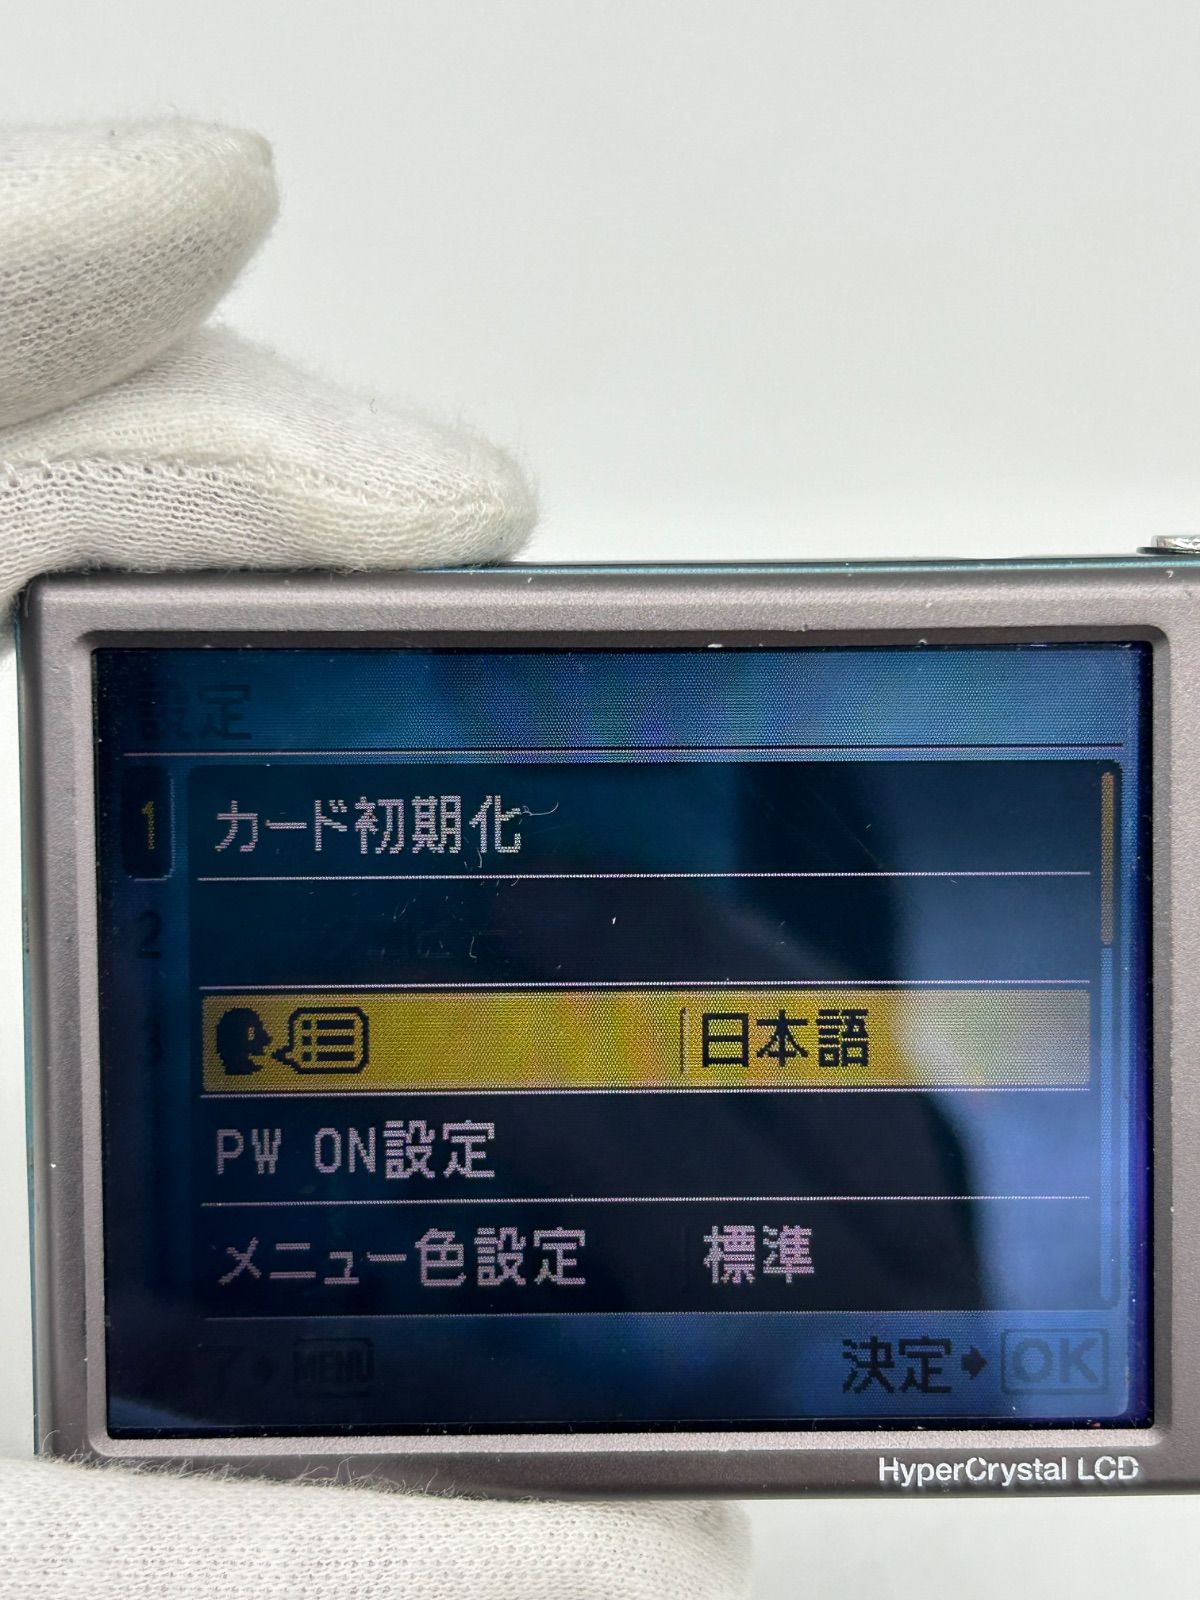 設定
1
カード初期化
2
日本語
PW ON設定
メニュー色設定 標準
MENU
決定 OK
HyperCrystal LCD